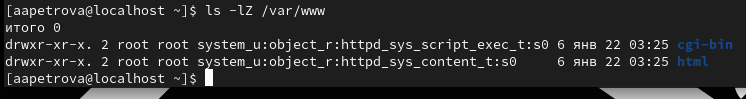 [aapetrova@localhost ~]$ ls -lZ /var/www
итого 0
drwxr-xr-x. 2 root root system_u:object_r:httpd_sys_script_exec_t:s0 6 янв 22 03:25 cgi-bin
drwxr-xr-x. 2 root root system_u:object_r:httpd_sys_content_t:s0     6 янв 22 03:25 html
[aapetrova@localhost ~]$